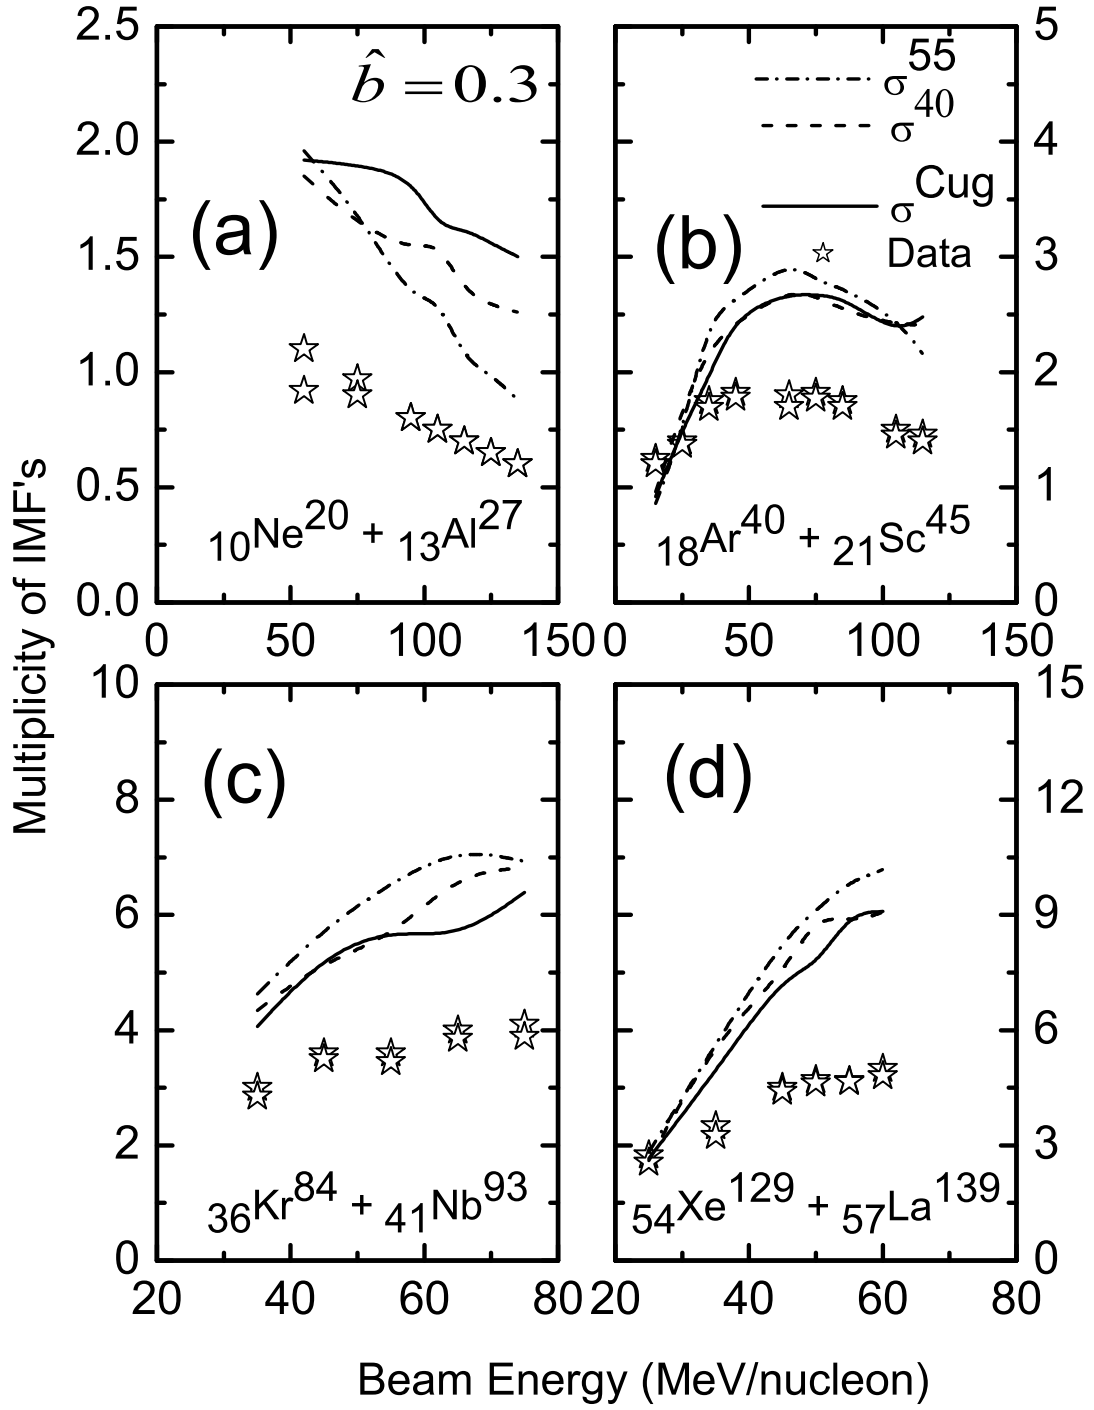 2.5
2.0
1.5
1.0
0.5
0.0
b̂ = 0.3
(a)
₁₀Ne²⁰ + ₁₃Al²⁷
0 50 100 150
5
4
3
2
1
0
σ⁵⁵
σ⁴⁰
σ^Cug
Data
(b)
₁₈Ar⁴⁰ + ₂₁Sc⁴⁵
0 50 100 150
Multiplicity of IMF's
10
8
6
4
2
0
(c)
₃₆Kr⁸⁴ + ₄₁Nb⁹³
20 40 60 80
15
12
9
6
3
0
(d)
₅₄Xe¹²⁹ + ₅₇La¹³⁹
20 40 60 80
Beam Energy (MeV/nucleon)